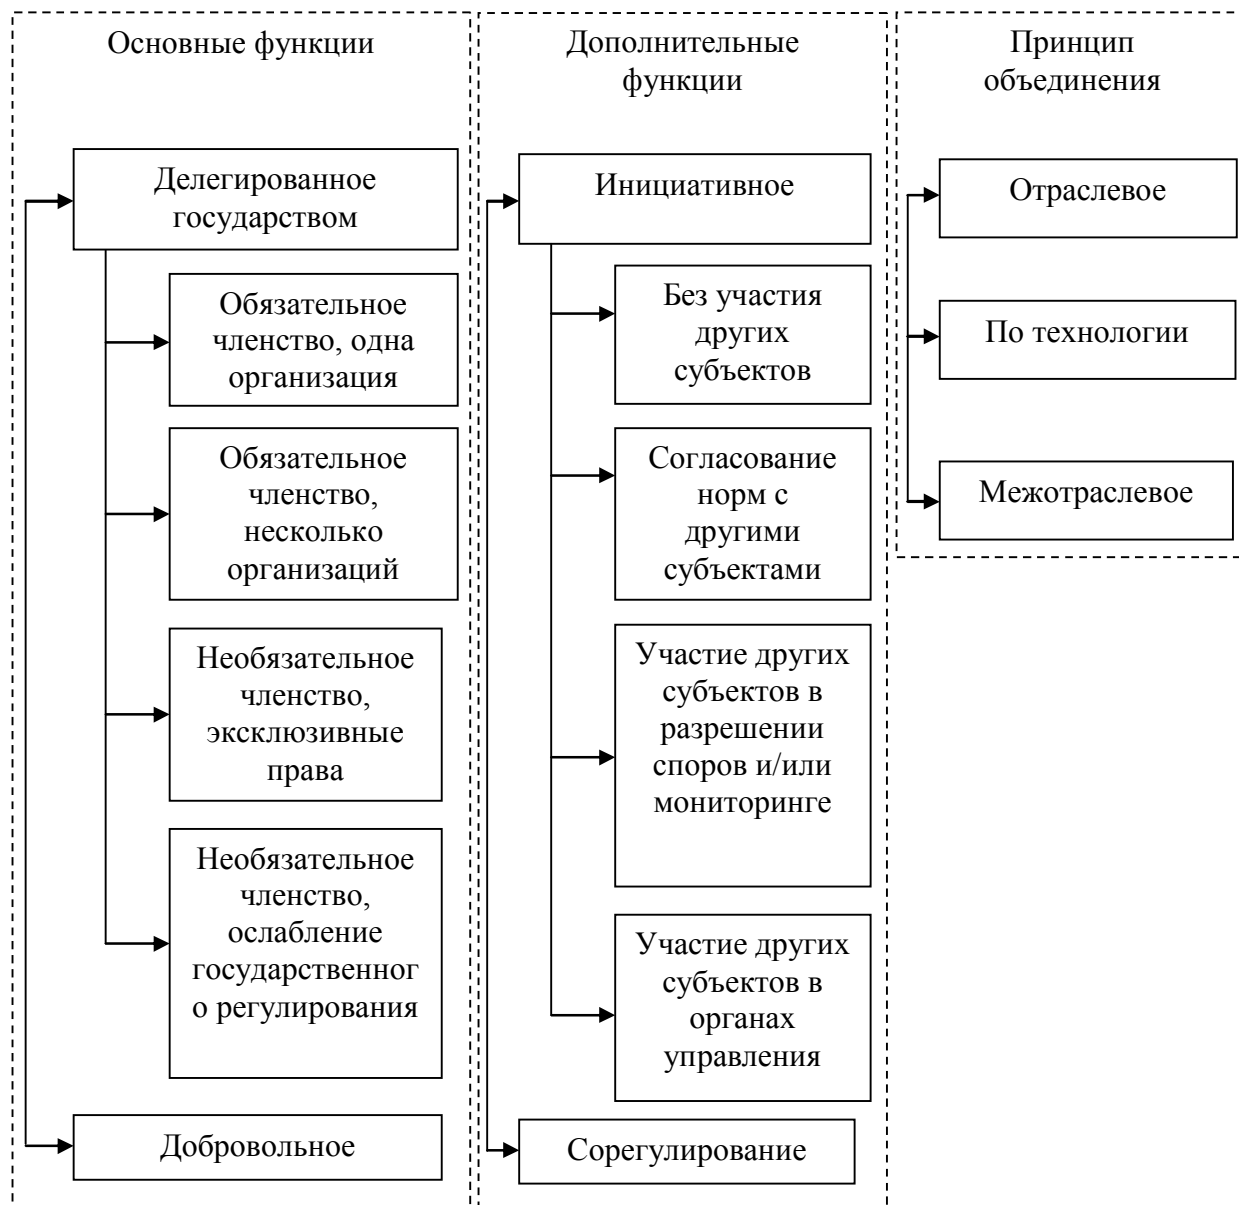 Основные функции
Делегированное
государством
Обязательное
членство, одна
организация
Обязательное
членство,
несколько
организаций
Необязательное
членство,
эксклюзивные
права
Необязательное
членство,
ослабление
государственног
о регулирования
Добровольное
Дополнительные
функции
Инициативное
Без участия
других
субъектов
Согласование
норм с
другими
субъектами
Участие других
субъектов в
разрешении
споров и/или
мониторинге
Участие других
субъектов в
органах
управления
Сорегулирование
Принцип
объединения
Отраслевое
По технологии
Межотраслевое